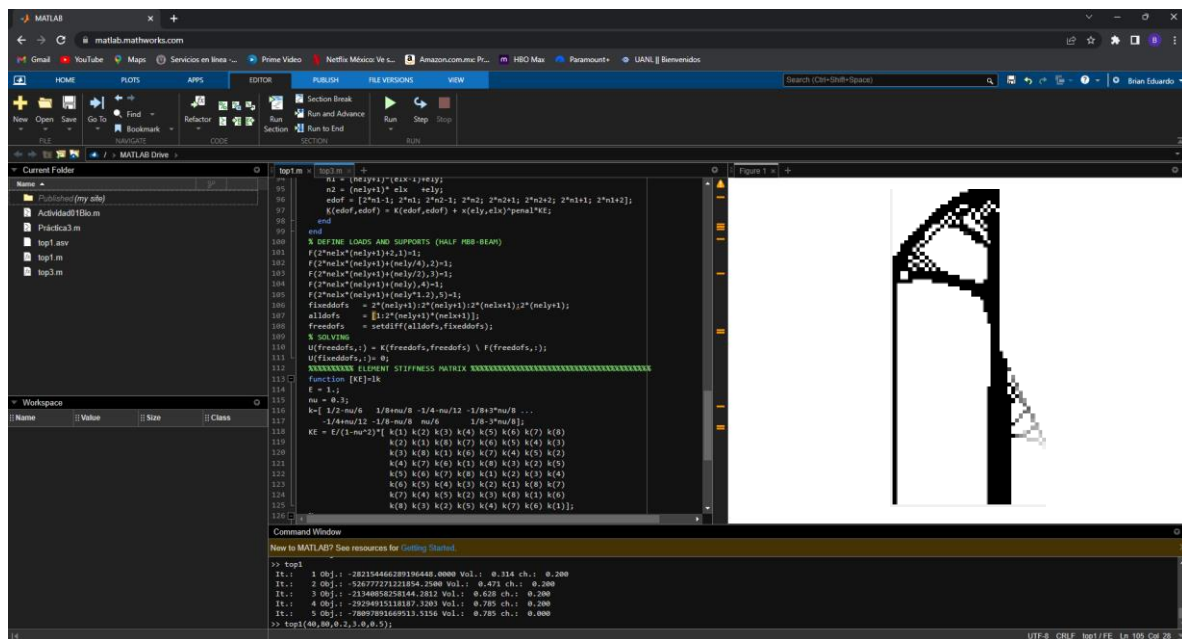 MATLAB
matlab.mathworks.com
Gmail YouTube Maps Servicios en línea -... Prime Video Netflix México: Ve s... Amazon.com.mx: Pr... HBO Max Paramount+ UANL || Bienvenidos
HOME PLOTS APPS EDITOR PUBLISH FILE VERSIONS VIEW Search (Ctrl+Shift+Space) Brian Eduardo
New Open Save Go To Find Bookmark Refactor Run Section Section Break Run and Advance Run to End Run Step Stop
FILE NAVIGATE CODE SECTION RUN
/ > MATLAB Drive >
Current Folder
Name
Published (my site)
Actividad01Bio.m
Práctica3.m
top1.asv
top1.m
top3.m
Workspace
Name Value Size Class
top1.m × top3.m × +
94 n1 = (nely+1)*(elx-1)+ely;
95 n2 = (nely+1)* elx +ely;
96 edof = [2*n1-1; 2*n1; 2*n2-1; 2*n2; 2*n2+1; 2*n2+2; 2*n1+1; 2*n1+2];
97 K(edof,edof) = K(edof,edof) + x(ely,elx)^penal*KE;
98 end
99 end
100 % DEFINE LOADS AND SUPPORTS (HALF MBB-BEAM)
101 F(2*nelx*(nely+1)+2,1)=1;
102 F(2*nelx*(nely+1)+(nely/4),2)=1;
103 F(2*nelx*(nely+1)+(nely/2),3)=1;
104 F(2*nelx*(nely+1)+(nely),4)=1;
105 F(2*nelx*(nely+1)+(nely*1.2),5)=1;
106 fixeddofs = 2*(nely+1):2*(nely+1):2*(nelx+1);2*(nely+1);
107 alldofs = [1:2*(nely+1)*(nelx+1)];
108 freedofs = setdiff(alldofs,fixeddofs);
109 % SOLVING
110 U(freedofs,:) = K(freedofs,freedofs) \ F(freedofs,:);
111 U(fixeddofs,:)= 0;
112 %%%%%%%%%% ELEMENT STIFFNESS MATRIX %%%%%%%%%%%%%%%%%%%%%%%%%%%%%%%%%%%%%%%%
113 function [KE]=lk
114 E = 1.;
115 nu = 0.3;
116 k=[ 1/2-nu/6 1/8+nu/8 -1/4-nu/12 -1/8+3*nu/8 ...
117 -1/4+nu/12 -1/8-nu/8 nu/6 1/8-3*nu/8];
118 KE = E/(1-nu^2)*[ k(1) k(2) k(3) k(4) k(5) k(6) k(7) k(8)
119 k(2) k(1) k(8) k(7) k(6) k(5) k(4) k(3)
120 k(3) k(8) k(1) k(6) k(7) k(4) k(5) k(2)
121 k(4) k(7) k(6) k(1) k(8) k(3) k(2) k(5)
122 k(5) k(6) k(7) k(8) k(1) k(2) k(3) k(4)
123 k(6) k(5) k(4) k(3) k(2) k(1) k(8) k(7)
124 k(7) k(4) k(5) k(2) k(3) k(8) k(1) k(6)
125 k(8) k(3) k(2) k(5) k(4) k(7) k(6) k(1)];
126
Figure 1 × +
Command Window
New to MATLAB? See resources for Getting Started.
>> top1
It.: 1 Obj.: -282154466289196448.0000 Vol.: 0.314 ch.: 0.200
It.: 2 Obj.: -526777271221854.2500 Vol.: 0.471 ch.: 0.200
It.: 3 Obj.: -21340858258144.2812 Vol.: 0.628 ch.: 0.200
It.: 4 Obj.: -29294915118187.3203 Vol.: 0.785 ch.: 0.200
It.: 5 Obj.: -78097891669513.5156 Vol.: 0.785 ch.: 0.000
>> top1(40,80,0.2,3.0,0.5);
UTF-8 CRLF top1 / FE Ln 105 Col 28